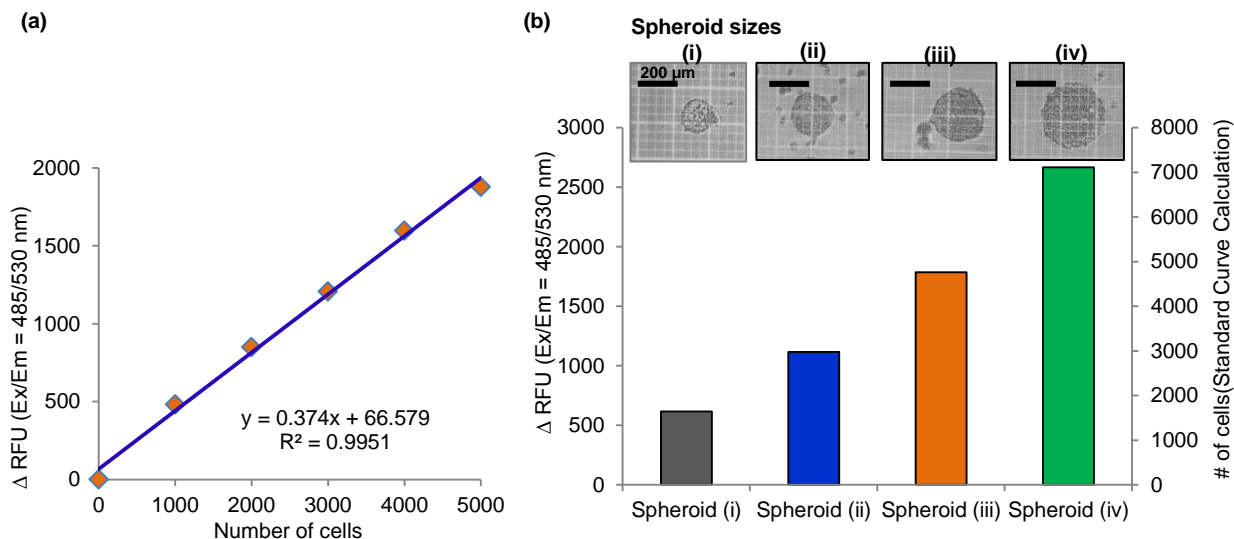 (a)
2000
1500
1000
500
0
0 1000 2000 3000 4000 5000
Δ RFU (Ex/Em = 485/530 nm)
Number of cells
y = 0.374x + 66.579
R² = 0.9951
(b)
Spheroid sizes
(i) (ii) (iii) (iv)
200 µm
3000
2500
2000
1500
1000
500
0
Δ RFU (Ex/Em = 485/530 nm)
8000
7000
6000
5000
4000
3000
2000
1000
0
# of cells(Standard Curve Calculation)
Spheroid (i) Spheroid (ii) Spheroid (iii) Spheroid (iv)